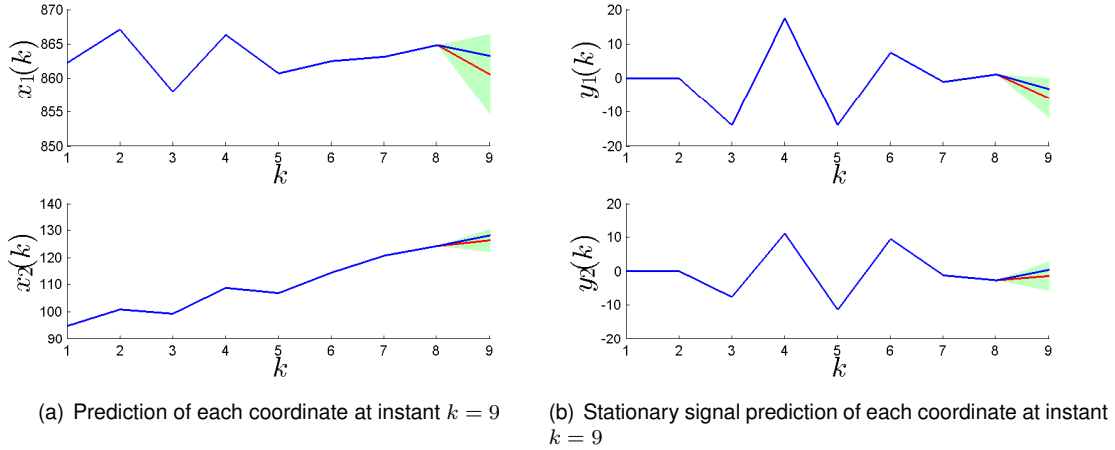 870
865
860
855
850
x₁(k)
1 2 3 4 5 6 7 8 9
k
140
130
120
110
100
90
x₂(k)
1 2 3 4 5 6 7 8 9
k
(a) Prediction of each coordinate at instant k = 9
20
10
0
-10
-20
y₁(k)
1 2 3 4 5 6 7 8 9
k
20
10
0
-10
-20
y₂(k)
1 2 3 4 5 6 7 8 9
k
(b) Stationary signal prediction of each coordinate at instant
k = 9